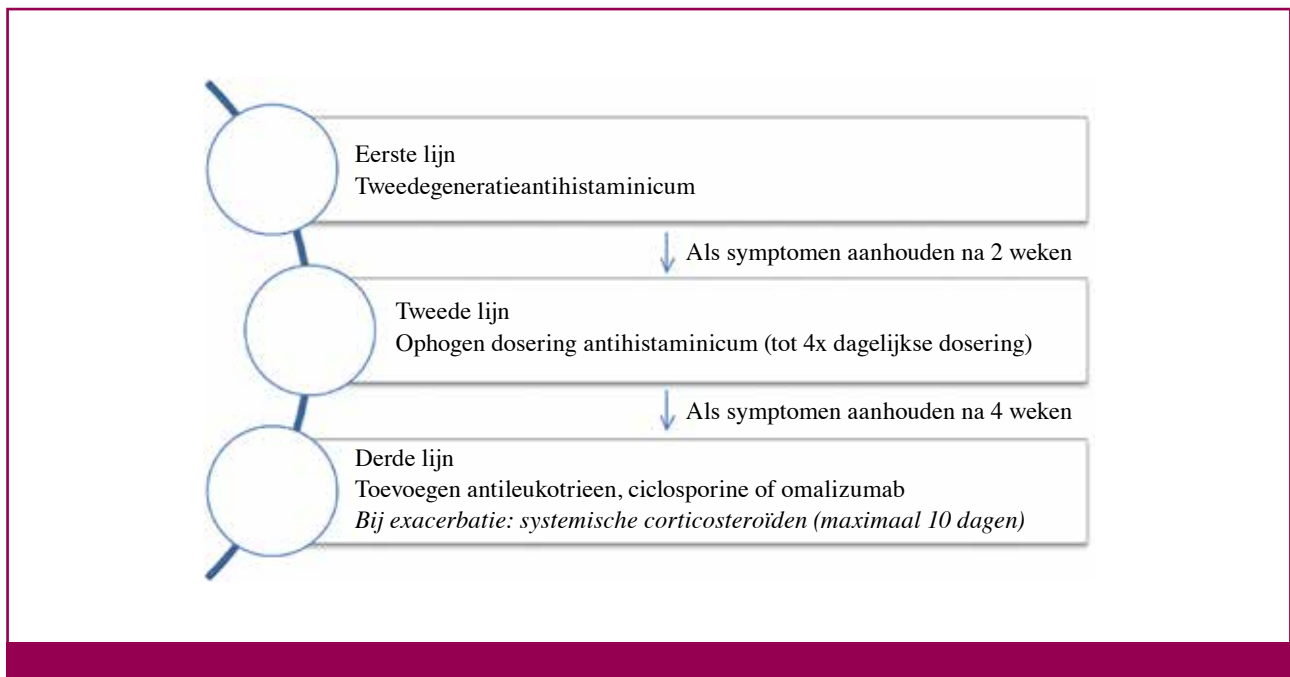 Eerste lijn
Tweedegeneratieantihistaminicum
Als symptomen aanhouden na 2 weken
Tweede lijn
Ophogen dosering antihistaminicum (tot 4x dagelijkse dosering)
Als symptomen aanhouden na 4 weken
Derde lijn
Toevoegen antileukotrieen, ciclosporine of omalizumab
Bij exacerbatie: systemische corticosteroïden (maximaal 10 dagen)